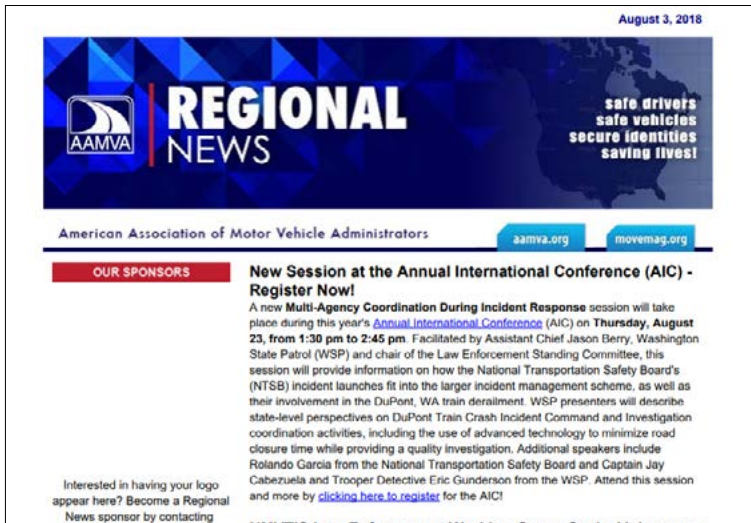 August 3, 2018
AAMVA
REGIONAL
NEWS
safe drivers
safe vehicles
secure identities
saving lives!
American Association of Motor Vehicle Administrators
aamva.org
movemag.org
OUR SPONSORS
Interested in having your logo
appear here? Become a Regional
News sponsor by contacting
New Session at the Annual International Conference (AIC) -
Register Now!
A new Multi-Agency Coordination During Incident Response session will take
place during this year's Annual International Conference (AIC) on Thursday, August
23, from 1:30 pm to 2:45 pm. Facilitated by Assistant Chief Jason Berry, Washington
State Patrol (WSP) and chair of the Law Enforcement Standing Committee, this
session will provide information on how the National Transportation Safety Board's
(NTSB) incident launches fit into the larger incident management scheme, as well as
their involvement in the DuPont, WA train derailment. WSP presenters will describe
state-level perspectives on DuPont Train Crash Incident Command and Investigation
coordination activities, including the use of advanced technology to minimize road
closure time while providing a quality investigation. Additional speakers include
Rolando Garcia from the National Transportation Safety Board and Captain Jay
Cabezuela and Trooper Detective Eric Gunderson from the WSP. Attend this session
and more by clicking here to register for the AIC!